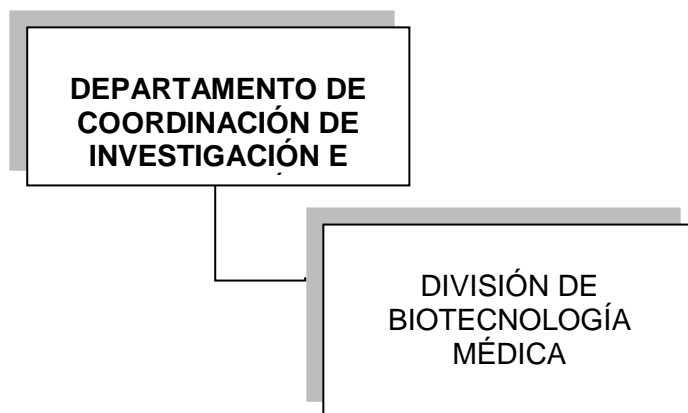 DEPARTAMENTO DE
COORDINACIÓN DE
INVESTIGACIÓN E
DIVISIÓN DE
BIOTECNOLOGÍA
MÉDICA